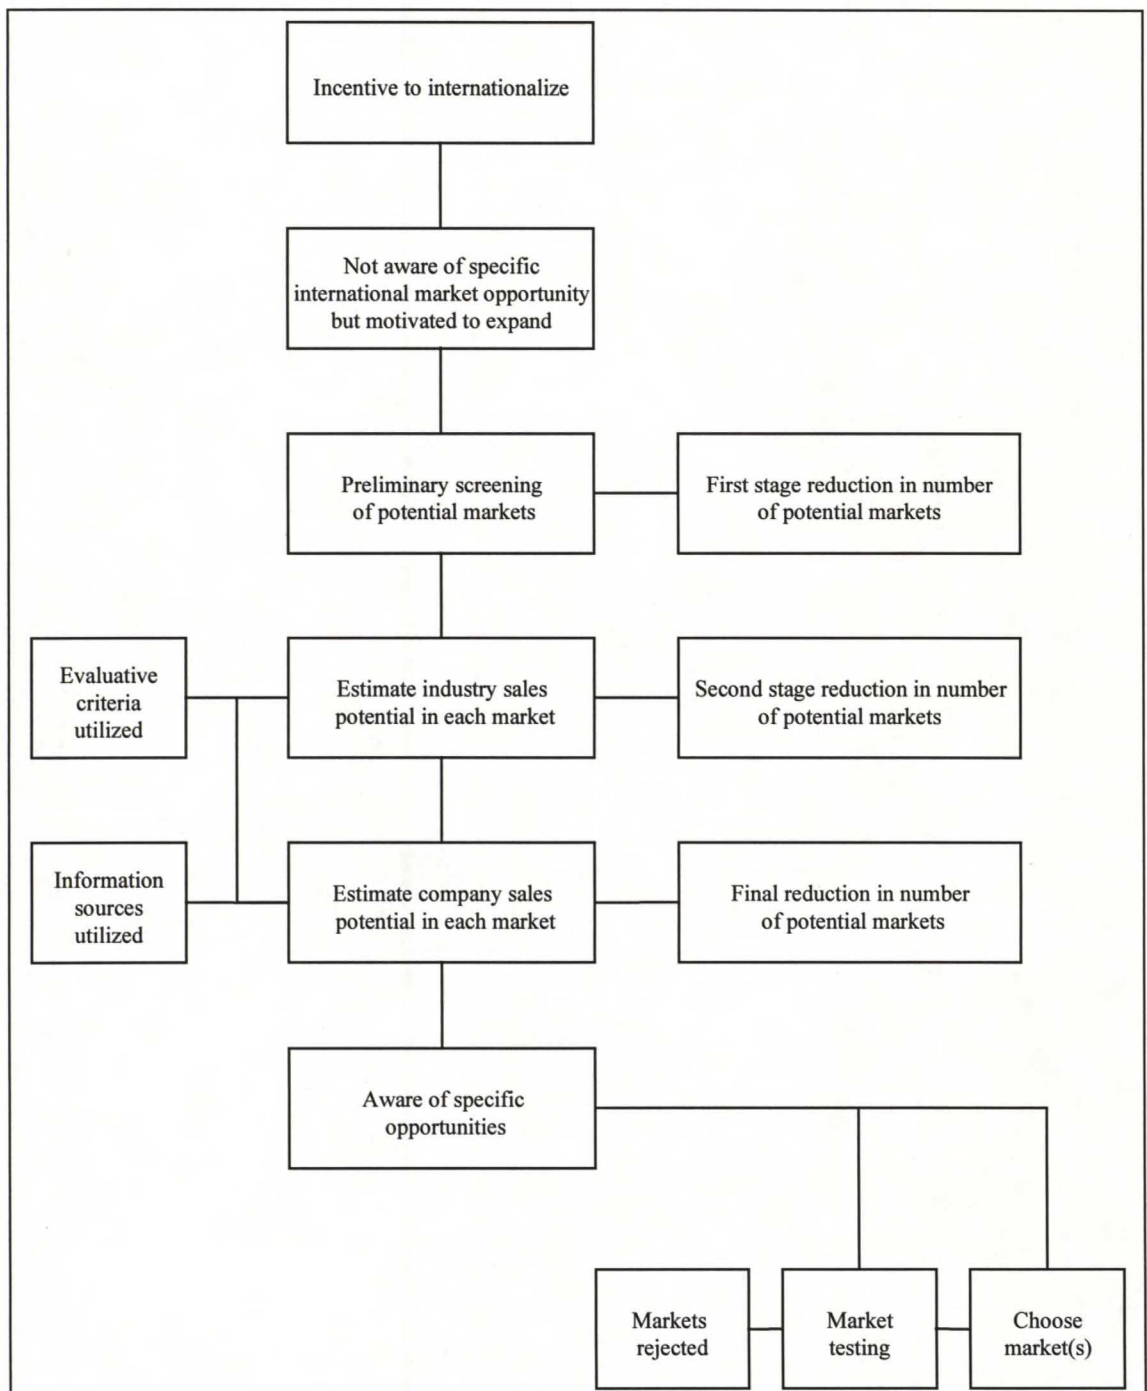 Incentive to internationalize
Not aware of specific
international market opportunity
but motivated to expand
Preliminary screening
of potential markets
First stage reduction in number
of potential markets
Evaluative
criteria
utilized
Estimate industry sales
potential in each market
Second stage reduction in number
of potential markets
Information
sources
utilized
Estimate company sales
potential in each market
Final reduction in number
of potential markets
Aware of specific
opportunities
Markets
rejected
Market
testing
Choose
market(s)